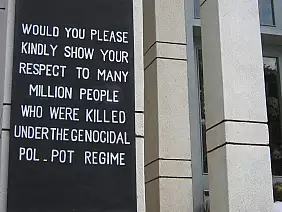 WOULD YOU PLEASE
KINDLY SHOW YOUR
RESPECT TO MANY
MILLION PEOPLE
WHO WERE KILLED
UNDER THE GENOCIDAL
POL - POT REGIME